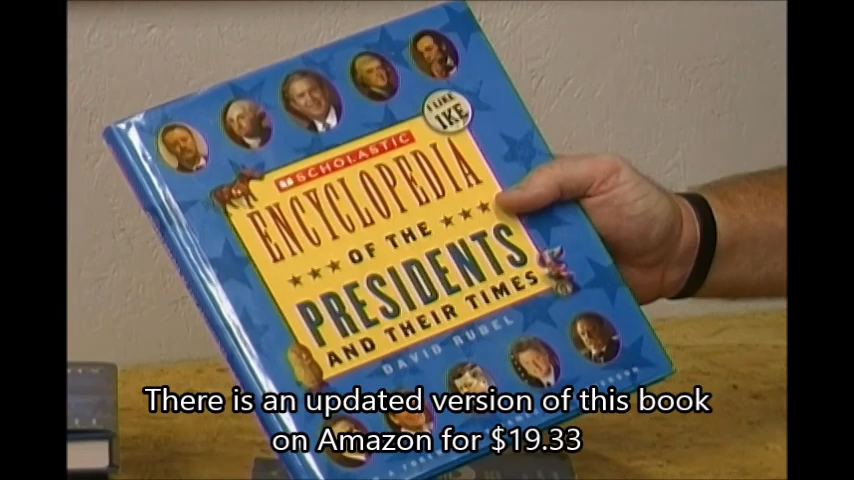 I LIKE
IKE
SCHOLASTIC
ENCYCLOPEDIA
OF THE
PRESIDENTS
AND THEIR TIMES
DAVID RUBEL
There is an updated version of this book
on Amazon for $19.33